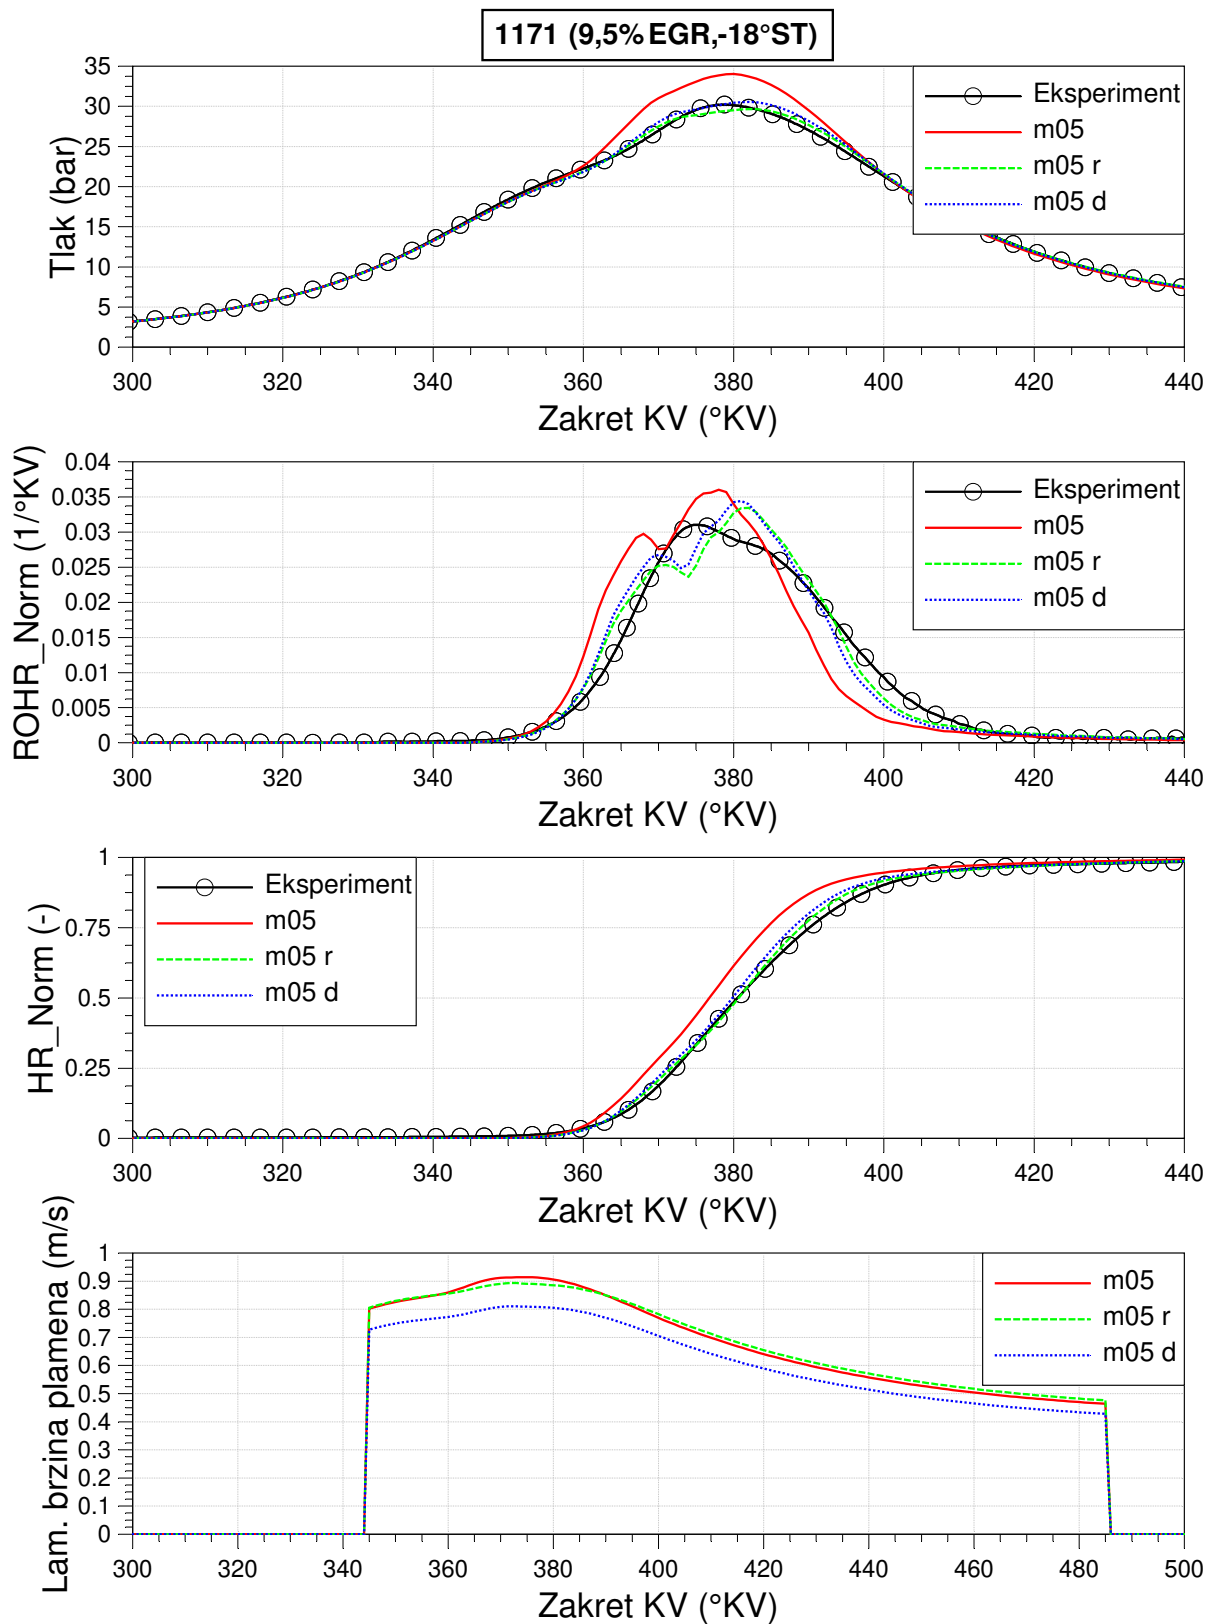 1171 (9,5% EGR,-18°ST)
35
30
25
20
15
10
5
0
Tlak (bar)
Eksperiment
m05
m05 r
m05 d
300 320 340 360 380 400 420 440
Zakret KV (°KV)
0.04
0.035
0.03
0.025
0.02
0.015
0.01
0.005
0
ROHR_Norm (1/°KV)
Eksperiment
m05
m05 r
m05 d
300 320 340 360 380 400 420 440
Zakret KV (°KV)
1
0.75
0.5
0.25
0
HR_Norm (-)
Eksperiment
m05
m05 r
m05 d
300 320 340 360 380 400 420 440
Zakret KV (°KV)
1
0.9
0.8
0.7
0.6
0.5
0.4
0.3
0.2
0.1
0
Lam. brzina plamena (m/s)
m05
m05 r
m05 d
300 320 340 360 380 400 420 440 460 480 500
Zakret KV (°KV)